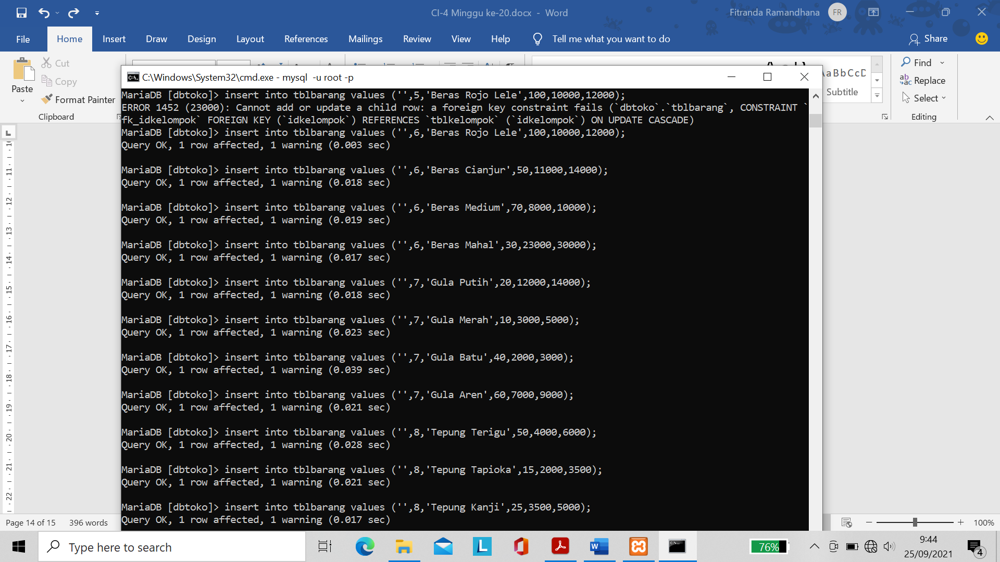 CI-4 Minggu ke-20.docx - Word
Fitranda Ramandhana
FR
File
Home
Insert
Draw
Design
Layout
References
Mailings
Review
View
Help
Tell me what you want to do
Share
Paste
Cut
Copy
Format Painter
Clipboard
aBbCcD
Subtitle
Find
Replace
Select
Editing
C:\Windows\System32\cmd.exe - mysql -u root -p
MariaDB [dbtoko]> insert into tblbarang values ('',5,'Beras Rojo Lele',100,10000,12000);
ERROR 1452 (23000): Cannot add or update a child row: a foreign key constraint fails (`dbtoko`.`tblbarang`, CONSTRAINT `
fk_idkelompok` FOREIGN KEY (`idkelompok`) REFERENCES `tblkelompok` (`idkelompok`) ON UPDATE CASCADE)
MariaDB [dbtoko]> insert into tblbarang values ('',6,'Beras Rojo Lele',100,10000,12000);
Query OK, 1 row affected, 1 warning (0.003 sec)
MariaDB [dbtoko]> insert into tblbarang values ('',6,'Beras Cianjur',50,11000,14000);
Query OK, 1 row affected, 1 warning (0.018 sec)
MariaDB [dbtoko]> insert into tblbarang values ('',6,'Beras Medium',70,8000,10000);
Query OK, 1 row affected, 1 warning (0.019 sec)
MariaDB [dbtoko]> insert into tblbarang values ('',6,'Beras Mahal',30,23000,30000);
Query OK, 1 row affected, 1 warning (0.017 sec)
MariaDB [dbtoko]> insert into tblbarang values ('',7,'Gula Putih',20,12000,14000);
Query OK, 1 row affected, 1 warning (0.018 sec)
MariaDB [dbtoko]> insert into tblbarang values ('',7,'Gula Merah',10,3000,5000);
Query OK, 1 row affected, 1 warning (0.023 sec)
MariaDB [dbtoko]> insert into tblbarang values ('',7,'Gula Batu',40,2000,3000);
Query OK, 1 row affected, 1 warning (0.039 sec)
MariaDB [dbtoko]> insert into tblbarang values ('',7,'Gula Aren',60,7000,9000);
Query OK, 1 row affected, 1 warning (0.021 sec)
MariaDB [dbtoko]> insert into tblbarang values ('',8,'Tepung Terigu',50,4000,6000);
Query OK, 1 row affected, 1 warning (0.028 sec)
MariaDB [dbtoko]> insert into tblbarang values ('',8,'Tepung Tapioka',15,2000,3500);
Query OK, 1 row affected, 1 warning (0.021 sec)
MariaDB [dbtoko]> insert into tblbarang values ('',8,'Tepung Kanji',25,3500,5000);
Query OK, 1 row affected, 1 warning (0.017 sec)
11
12
13
14
15
16
17
18
19
20
21
22
Page 14 of 15
396 words
100%
Type here to search
76%
9:44
25/09/2021
4